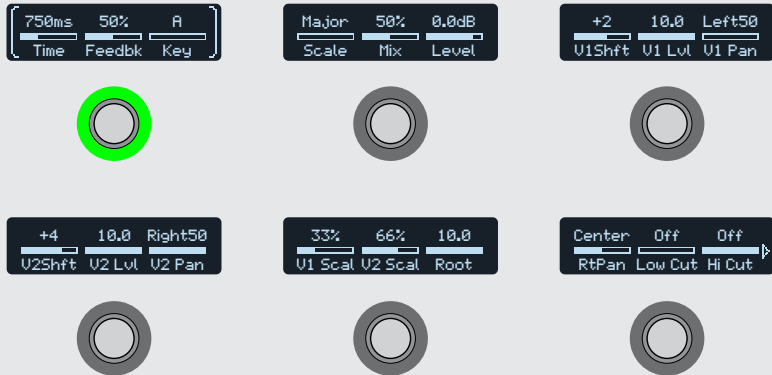 750ms 50% A
Time Feedbk Key
Major 50% 0.0dB
Scale Mix Level
+2 10.0 Left50
V1Shft V1 Lvl V1 Pan
+4 10.0 Right50
V2Shft V2 Lvl V2 Pan
33% 66% 10.0
V1 Scal V2 Scal Root
Center Off Off
RtPan Low Cut Hi Cut